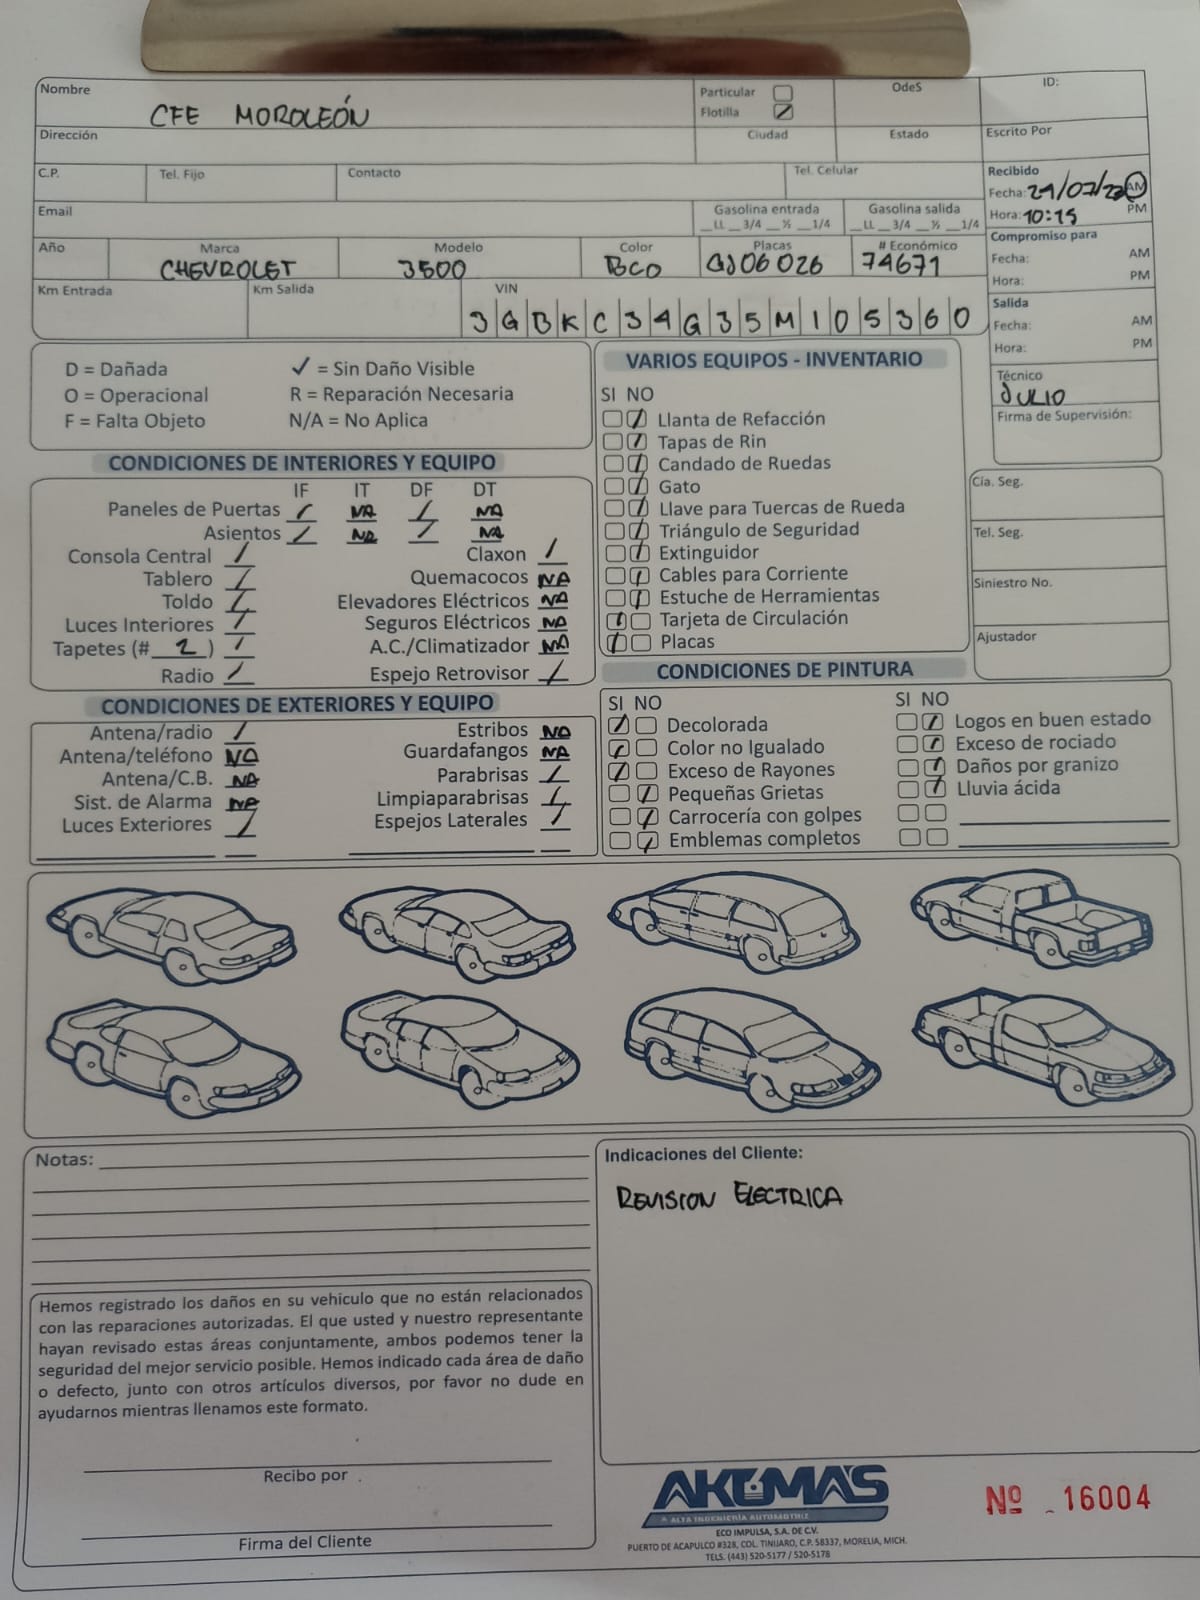 Nombre CFE MOROLEÓN Particular OdeS ID:
Flotilla
Dirección Ciudad Estado Escrito Por
C.P. Tel. Fijo Contacto Tel. Celular Recibido
Fecha: AM
Email Gasolina entrada Gasolina salida Hora: 10:15 PM
__LL __3/4 __½ __1/4 __LL __3/4 __½ __1/4
Año Marca Modelo Color Placas # Económico Compromiso para
CHEVROLET 3500 BCO GJ06026 74671 Fecha: AM
Km Entrada Km Salida VIN Hora: PM
3GBKC34G35M105360
Salida
Fecha: AM
Hora: PM
Técnico
JULIO
Firma de Supervisión:
D = Dañada ✓ = Sin Daño Visible
O = Operacional R = Reparación Necesaria
F = Falta Objeto N/A = No Aplica
CONDICIONES DE INTERIORES Y EQUIPO
IF IT DF DT
Paneles de Puertas / NA / NA
Asientos / NA / NA
Consola Central / Claxon /
Tablero / Quemacocos NA
Toldo / Elevadores Eléctricos NA
Luces Interiores / Seguros Eléctricos NA
Tapetes (# 2 ) / A.C./Climatizador NA
Radio / Espejo Retrovisor /
CONDICIONES DE EXTERIORES Y EQUIPO
Antena/radio / Estribos NA
Antena/teléfono NA Guardafangos NA
Antena/C.B. NA Parabrisas /
Sist. de Alarma NA Limpiaparabrisas /
Luces Exteriores / Espejos Laterales /
VARIOS EQUIPOS - INVENTARIO
SI NO
Llanta de Refacción
Tapas de Rin
Candado de Ruedas
Gato
Llave para Tuercas de Rueda
Triángulo de Seguridad
Extinguidor
Cables para Corriente
Estuche de Herramientas
Tarjeta de Circulación
Placas
Cía. Seg.
Tel. Seg.
Siniestro No.
Ajustador
CONDICIONES DE PINTURA
SI NO SI NO
Decolorada Logos en buen estado
Color no Igualado Exceso de rociado
Exceso de Rayones Daños por granizo
Pequeñas Grietas Lluvia ácida
Carrocería con golpes
Emblemas completos
Notas:
Indicaciones del Cliente:
REVISION ELECTRICA
Hemos registrado los daños en su vehiculo que no están relacionados
con las reparaciones autorizadas. El que usted y nuestro representante
hayan revisado estas áreas conjuntamente, ambos podemos tener la
seguridad del mejor servicio posible. Hemos indicado cada área de daño
o defecto, junto con otros artículos diversos, por favor no dude en
ayudarnos mientras llenamos este formato.
Recibo por
Firma del Cliente
AKUMA'S
ALTA INGENIERÍA AUTOMOTRIZ
ECO IMPULSA, S.A. DE C.V.
PUERTO DE ACAPULCO #328, COL. TINIJARO, C.P. 58337, MORELIA, MICH.
TELS. (443) 520-5177 / 520-5178
Nº 16004